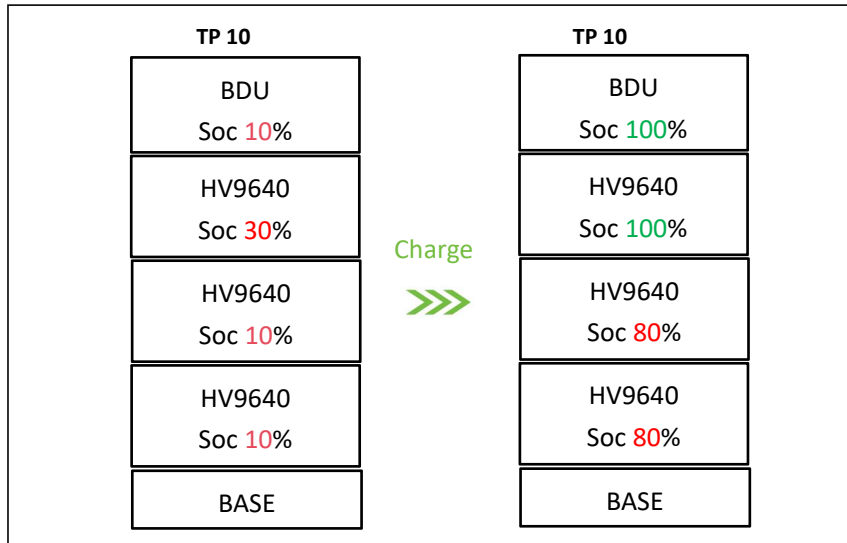 TP 10
BDU
Soc 10%
HV9640
Soc 30%
HV9640
Soc 10%
HV9640
Soc 10%
BASE
Charge
TP 10
BDU
Soc 100%
HV9640
Soc 100%
HV9640
Soc 80%
HV9640
Soc 80%
BASE